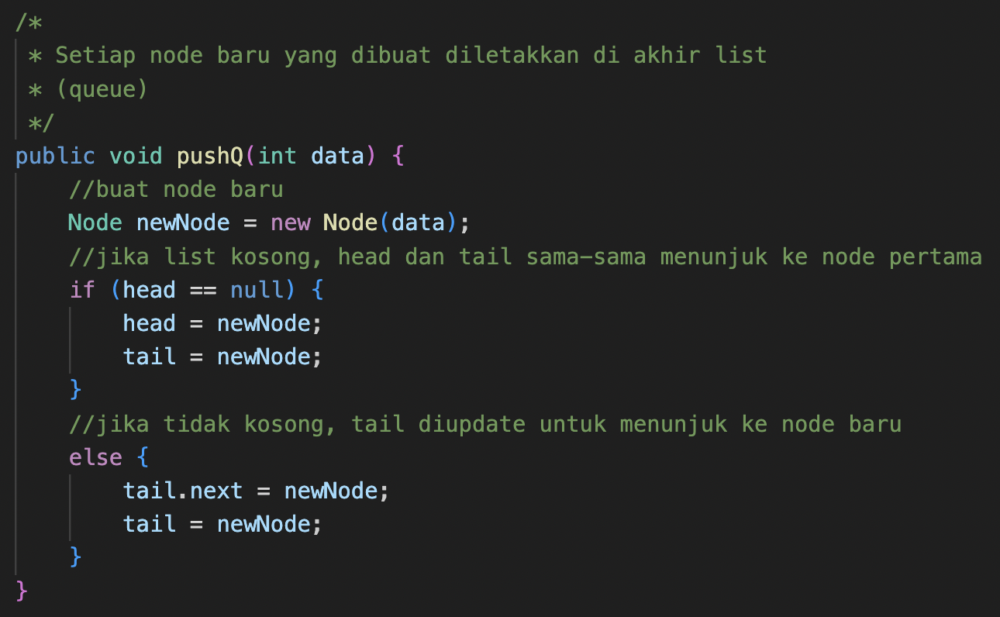 /*
 * Setiap node baru yang dibuat diletakkan di akhir list
 * (queue)
 */
public void pushQ(int data) {
    //buat node baru
    Node newNode = new Node(data);
    //jika list kosong, head dan tail sama-sama menunjuk ke node pertama
    if (head == null) {
        head = newNode;
        tail = newNode;
    }
    //jika tidak kosong, tail diupdate untuk menunjuk ke node baru
    else {
        tail.next = newNode;
        tail = newNode;
    }
}